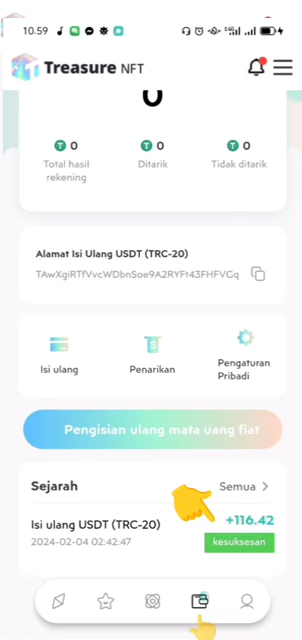 10.59
Treasure NFT
0
0
0
0
Total hasil rekening
Ditarik
Tidak ditarik
Alamat Isi Ulang USDT (TRC-20)
TAwXgiRTfVvcWDbnSoe9A2RYFt43FHFVGq
Isi ulang
Penarikan
Pengaturan Pribadi
Pengisian ulang mata uang fiat
Sejarah
Semua >
Isi ulang USDT (TRC-20)
+116.42
2024-02-04 02:42:47
kesuksesan